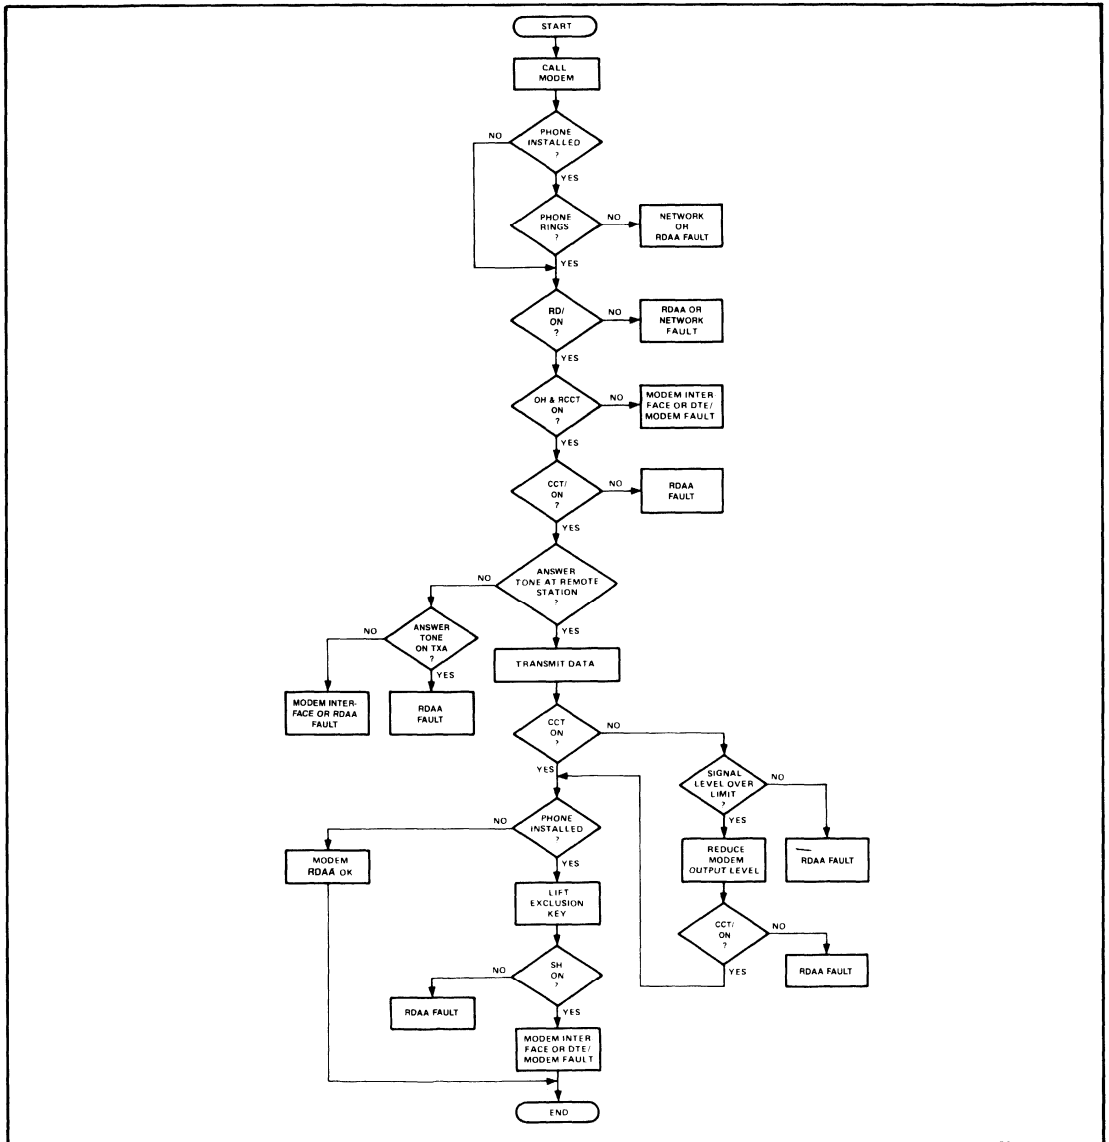 START
CALL
MODEM
PHONE
INSTALLED
?
NO
YES
PHONE
RINGS
?
NO
NETWORK
OR
RDAA FAULT
YES
RD/
ON
?
NO
RDAA OR
NETWORK
FAULT
YES
OH & RCCT
ON
?
NO
MODEM INTER-
FACE OR DTE/
MODEM FAULT
YES
CCT/
ON
?
NO
RDAA
FAULT
YES
ANSWER
TONE AT REMOTE
STATION
?
NO
YES
ANSWER
TONE
ON TXA
?
NO
YES
MODEM INTER-
FACE OR RDAA
FAULT
RDAA
FAULT
TRANSMIT DATA
CCT
ON
?
NO
YES
SIGNAL
LEVEL OVER
LIMIT
?
NO
YES
RDAA FAULT
REDUCE
MODEM
OUTPUT LEVEL
CCT/
ON
?
NO
YES
RDAA FAULT
PHONE
INSTALLED
?
NO
YES
MODEM
RDAA OK
LIFT
EXCLUSION
KEY
SH
ON
?
NO
YES
RDAA FAULT
MODEM INTER
FACE OR DTE/
MODEM FAULT
END